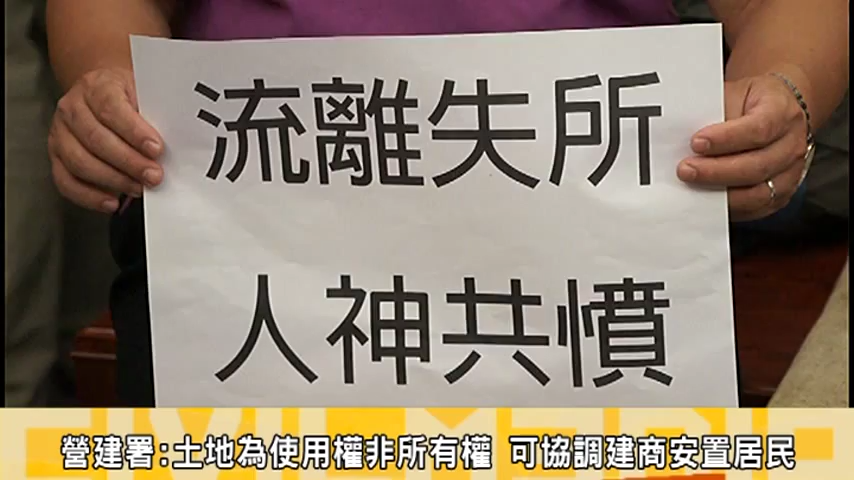 流離失所
人神共憤
營建署:土地為使用權非所有權 可協調建商安置居民